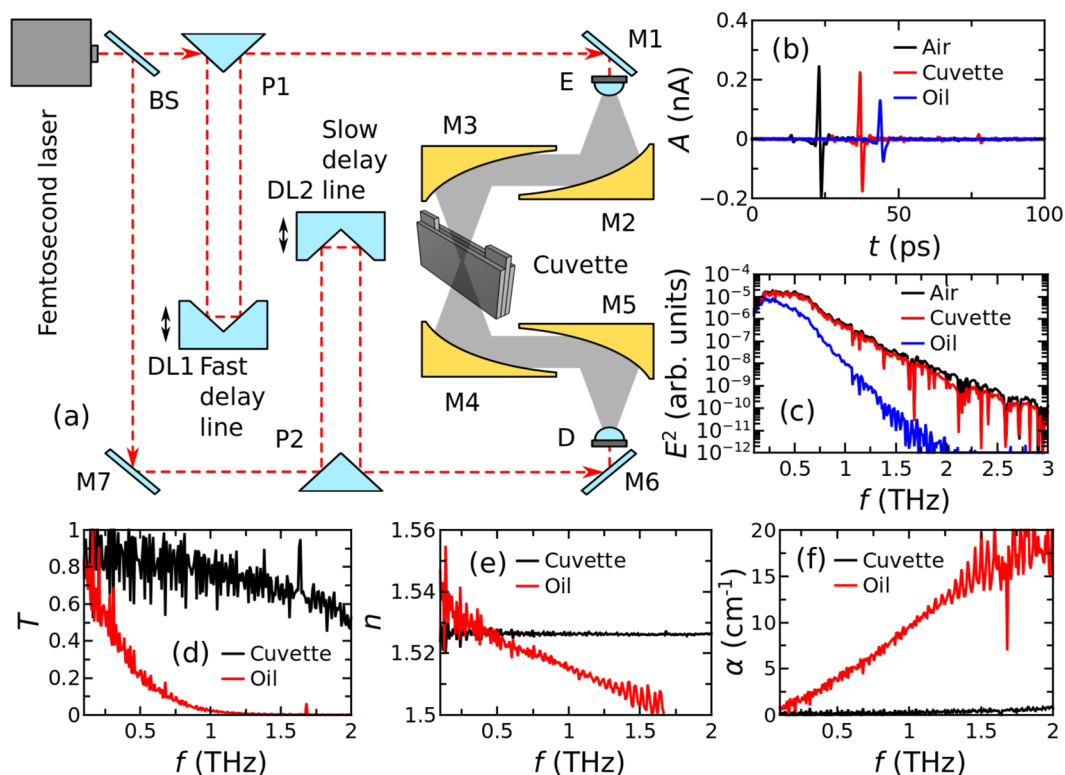 Femtosecond laser
BS
P1
M1
E
M3
M2
Slow
delay
line
DL2
Cuvette
M5
DL1
Fast
delay
line
M4
(a)
P2
D
M7
M6
(b)
Air
Cuvette
Oil
A (nA)
0.4
0.2
0
−0.2
0
50
100
t (ps)
Air
Cuvette
Oil
(c)
E² (arb. units)
10⁻⁴
10⁻⁵
10⁻⁶
10⁻⁷
10⁻⁸
10⁻⁹
10⁻¹⁰
10⁻¹¹
10⁻¹²
0.5
1
1.5
2
2.5
3
f (THz)
T
1
0.8
0.6
0.4
0.2
0
(d)
Cuvette
Oil
0.5
1
1.5
2
f (THz)
n
1.56
1.54
1.52
1.5
(e)
Cuvette
Oil
0.5
1
1.5
2
f (THz)
α (cm⁻¹)
20
15
10
5
0
(f)
Cuvette
Oil
0.5
1
1.5
2
f (THz)